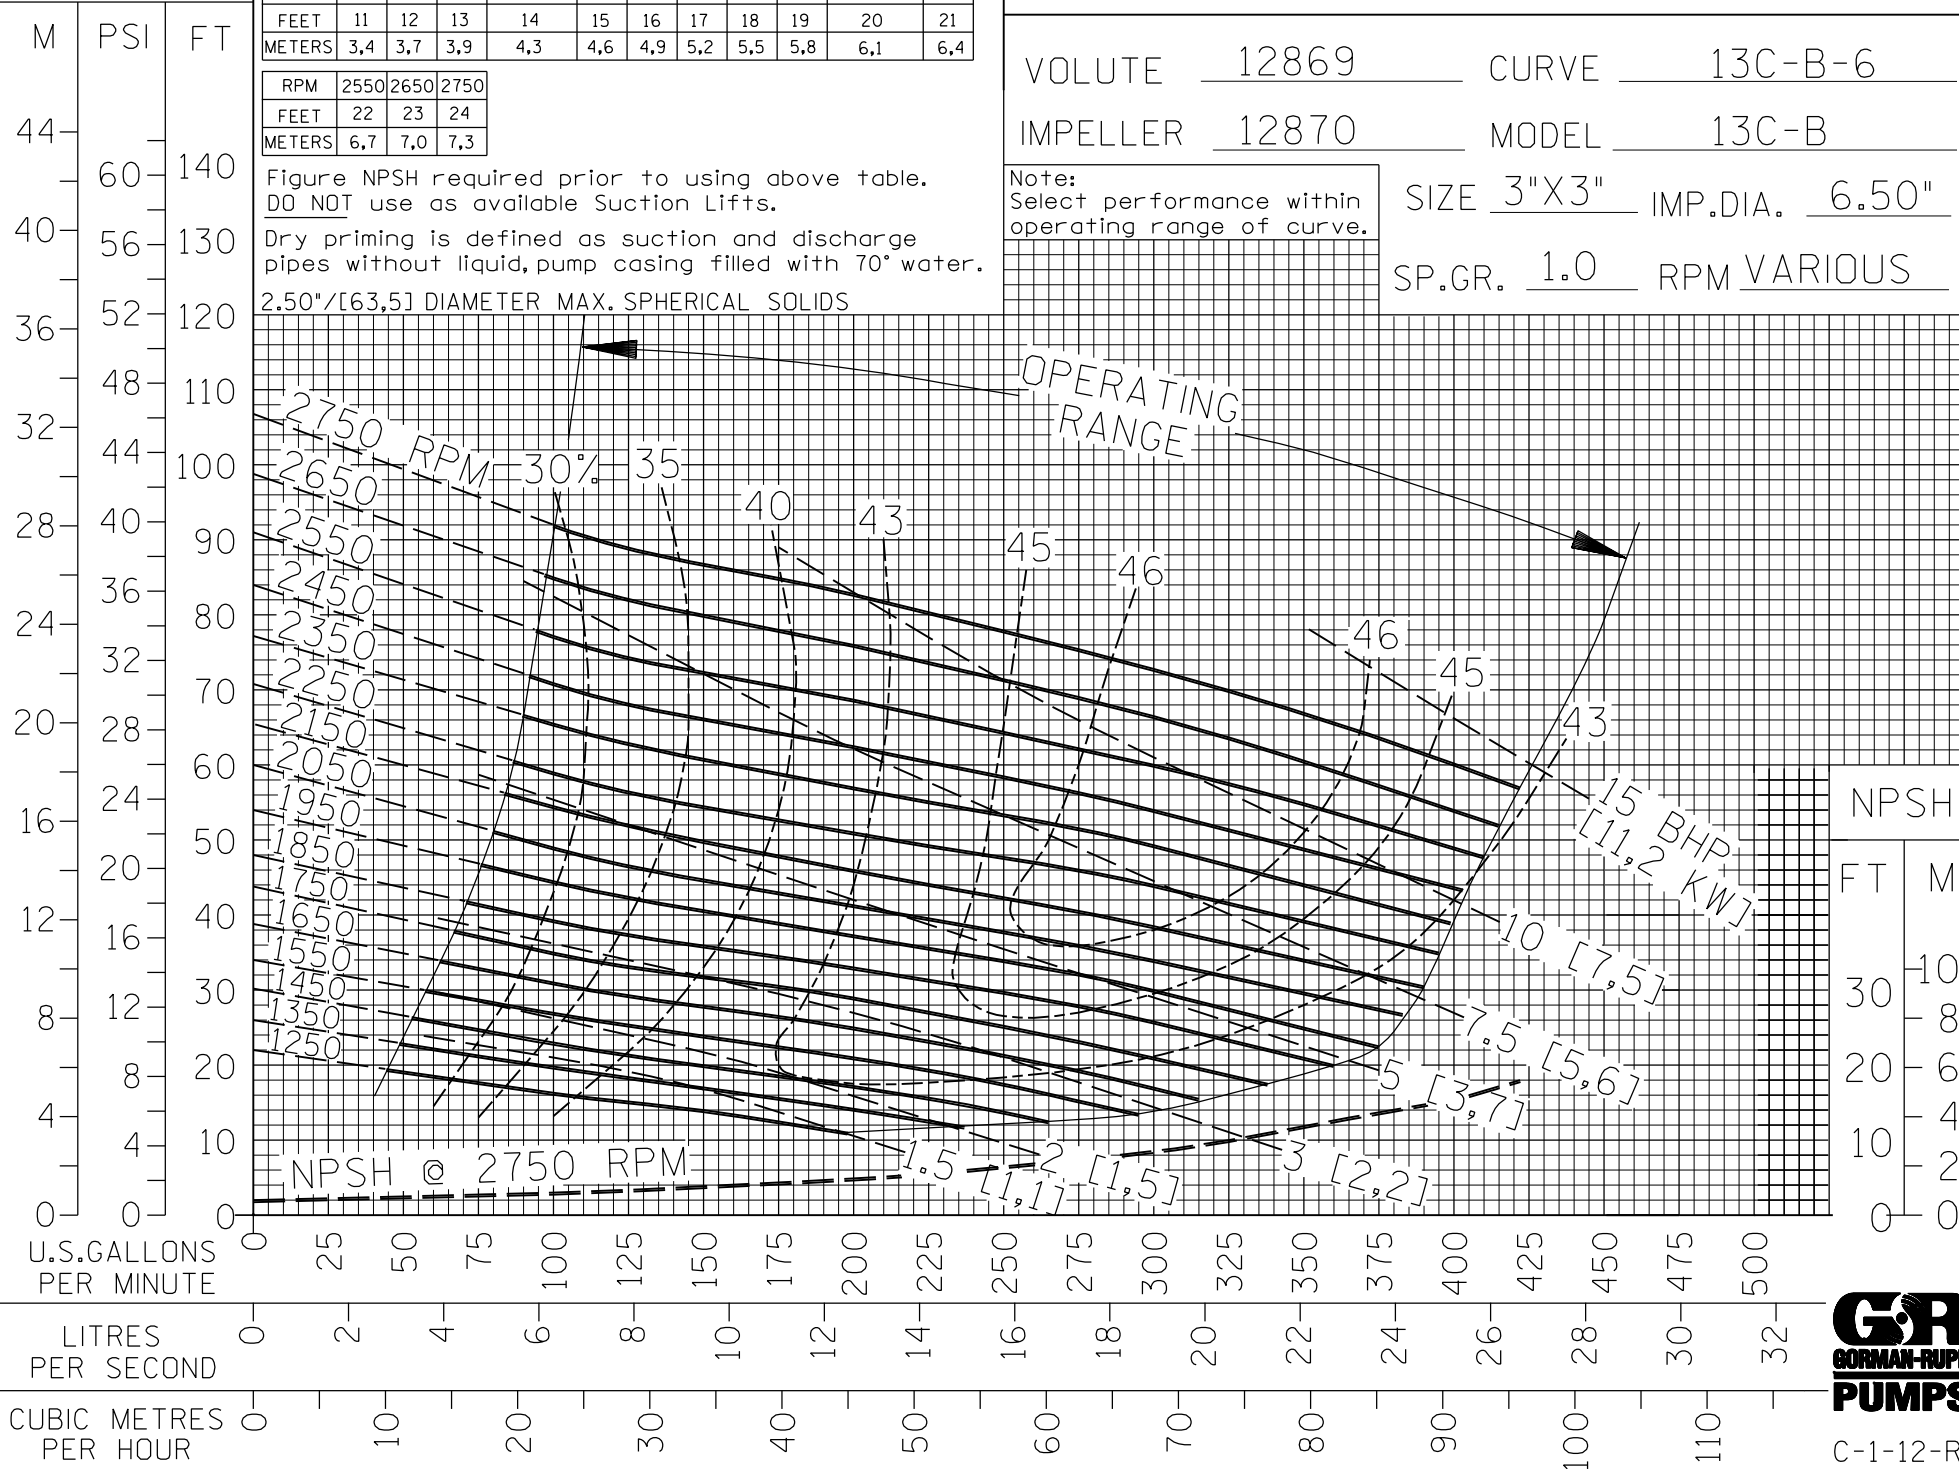 M PSI FT
FEET 11 12 13 14 15 16 17 18 19 20 21
METERS 3,4 3,7 3,9 4,3 4,6 4,9 5,2 5,5 5,8 6,1 6,4
RPM 2550 2650 2750
FEET 22 23 24
METERS 6,7 7,0 7,3
Figure NPSH required prior to using above table.
DO NOT use as available Suction Lifts.
Dry priming is defined as suction and discharge
pipes without liquid, pump casing filled with 70° water.
2.50"/[63,5] DIAMETER MAX. SPHERICAL SOLIDS
VOLUTE 12869 CURVE 13C-B-6
IMPELLER 12870 MODEL 13C-B
Note:
Select performance within
operating range of curve.
SIZE 3"X3" IMP.DIA. 6.50"
SP.GR. 1.0 RPM VARIOUS
44
40
36
32
28
24
20
16
12
8
4
0
60
56
52
48
44
40
36
32
28
24
20
16
12
8
4
0
140
130
120
110
100
90
80
70
60
50
40
30
20
10
0
OPERATING
RANGE
2750 RPM
2650
2550
2450
2350
2250
2150
2050
1950
1850
1750
1650
1550
1450
1350
1250
30% 35 40 43 45 46 46 45 43
15 BHP
[11,2 KW]
10 [7,5]
7.5 [5,6]
5 [3,7]
3 [2,2]
2 [1,5]
1.5 [1,1]
NPSH @ 2750 RPM
NPSH
FT M
30
20
10
0
10
8
6
4
2
0
U.S.GALLONS
PER MINUTE
0 25 50 75 100 125 150 175 200 225 250 275 300 325 350 375 400 425 450 475 500
LITRES
PER SECOND
0 2 4 6 8 10 12 14 16 18 20 22 24 26 28 30 32
CUBIC METRES
PER HOUR
0 10 20 30 40 50 60 70 80 90 100 110
GR
GORMAN-RUPP
PUMPS
C-1-12-R